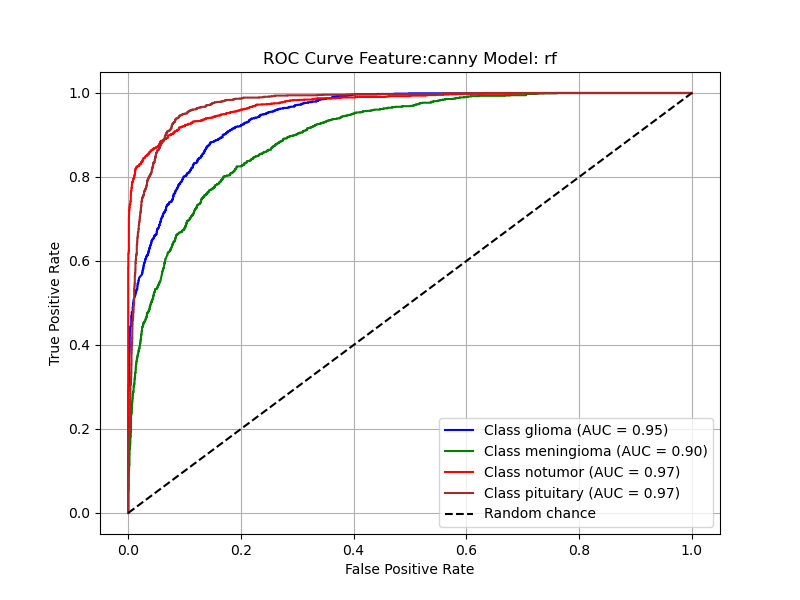 ROC Curve Feature:canny Model: rf
True Positive Rate
1.0
0.8
0.6
0.4
0.2
0.0
Class glioma (AUC = 0.95)
Class meningioma (AUC = 0.90)
Class notumor (AUC = 0.97)
Class pituitary (AUC = 0.97)
Random chance
0.0 0.2 0.4 0.6 0.8 1.0
False Positive Rate